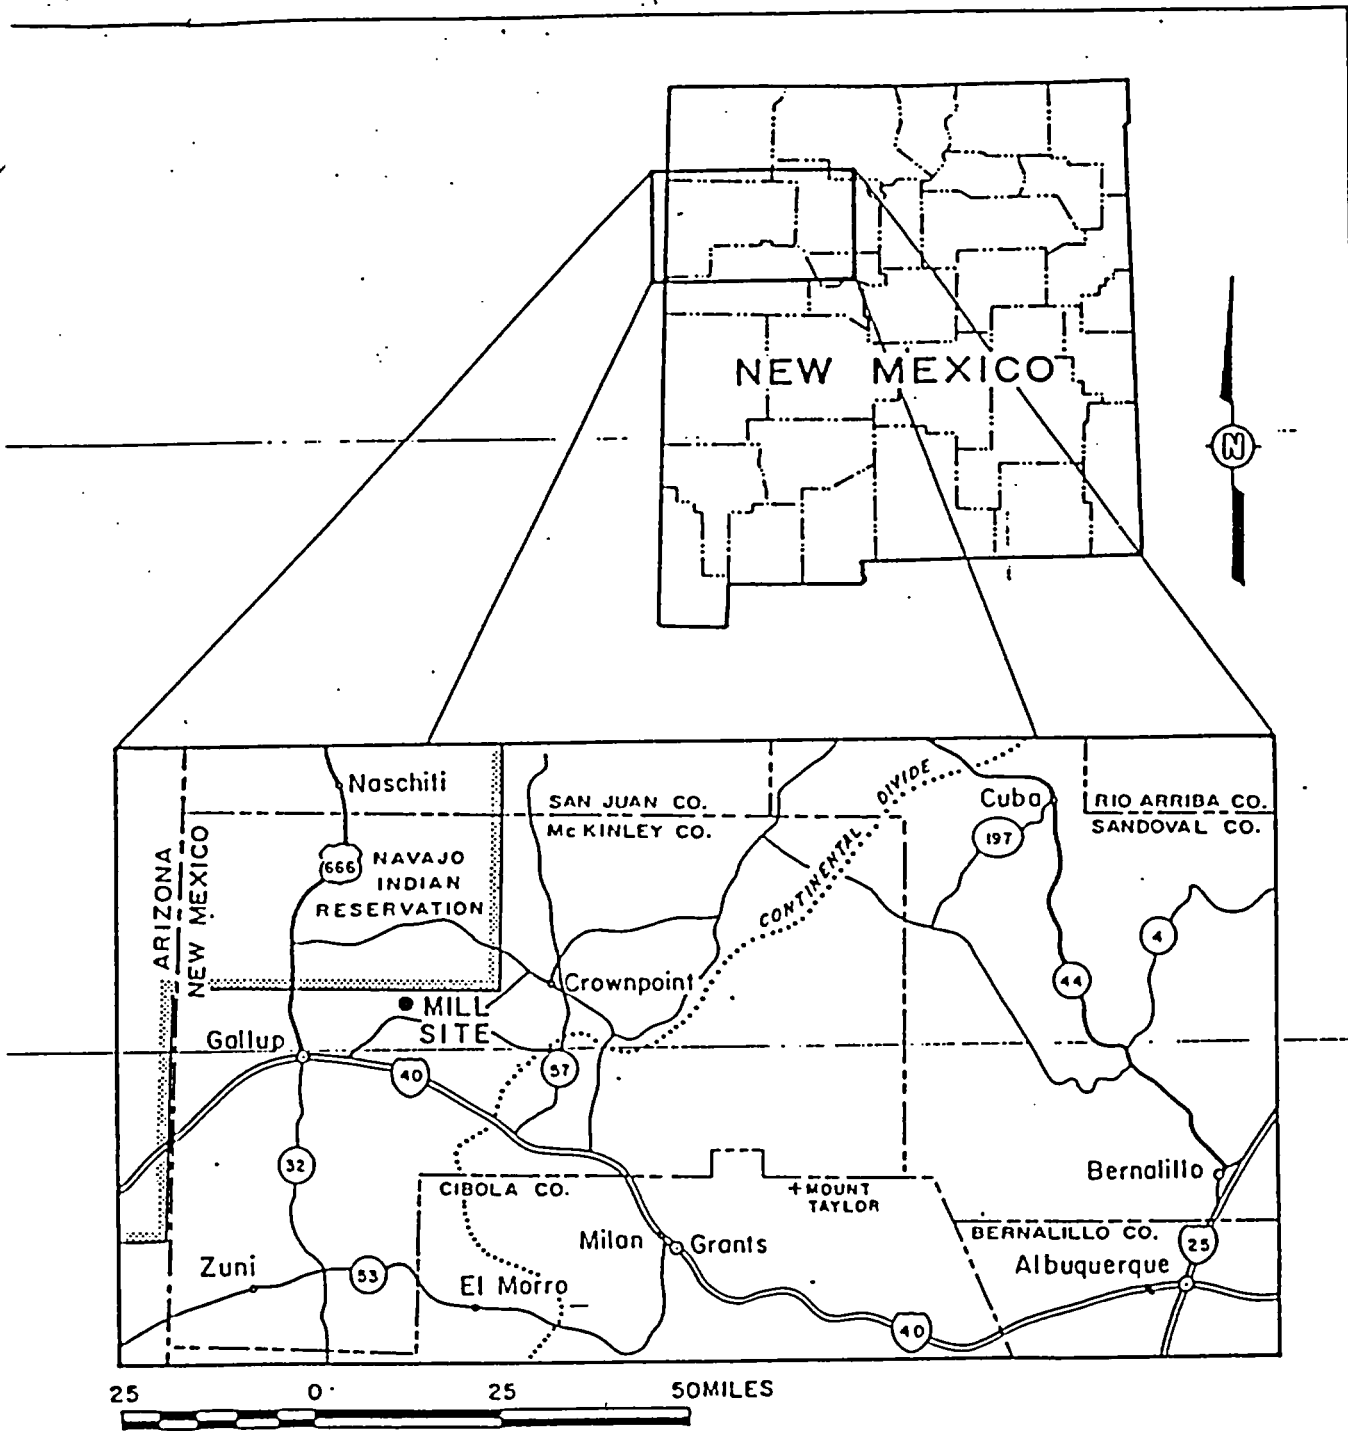 NEW MEXICO
N
Naschiti
SAN JUAN CO.
McKINLEY CO.
CONTINENTAL DIVIDE
Cuba
RIO ARRIBA CO.
SANDOVAL CO.
197
666
NAVAJO
INDIAN
RESERVATION
ARIZONA
NEW MEXICO
4
44
Crownpoint
MILL
SITE
Gallup
40
57
32
CIBOLA CO.
+MOUNT
TAYLOR
Bernalillo
BERNALILLO CO.
25
Milan
Grants
Albuquerque
Zuni
53
El Morro
40
25 0 25 50 MILES